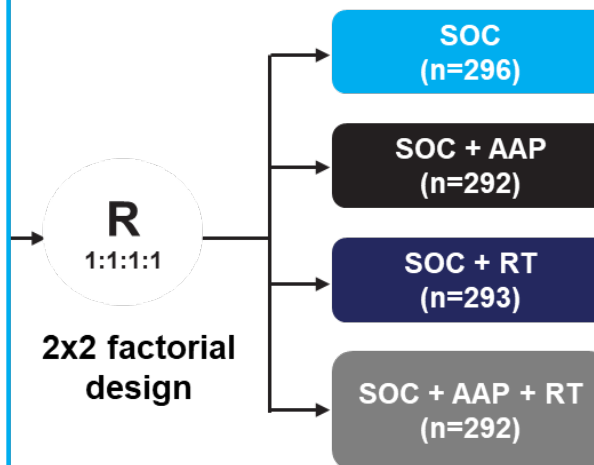 SOC
(n=296)
SOC + AAP
(n=292)
R
1:1:1:1
SOC + RT
(n=293)
2x2 factorial
design
SOC + AAP + RT
(n=292)